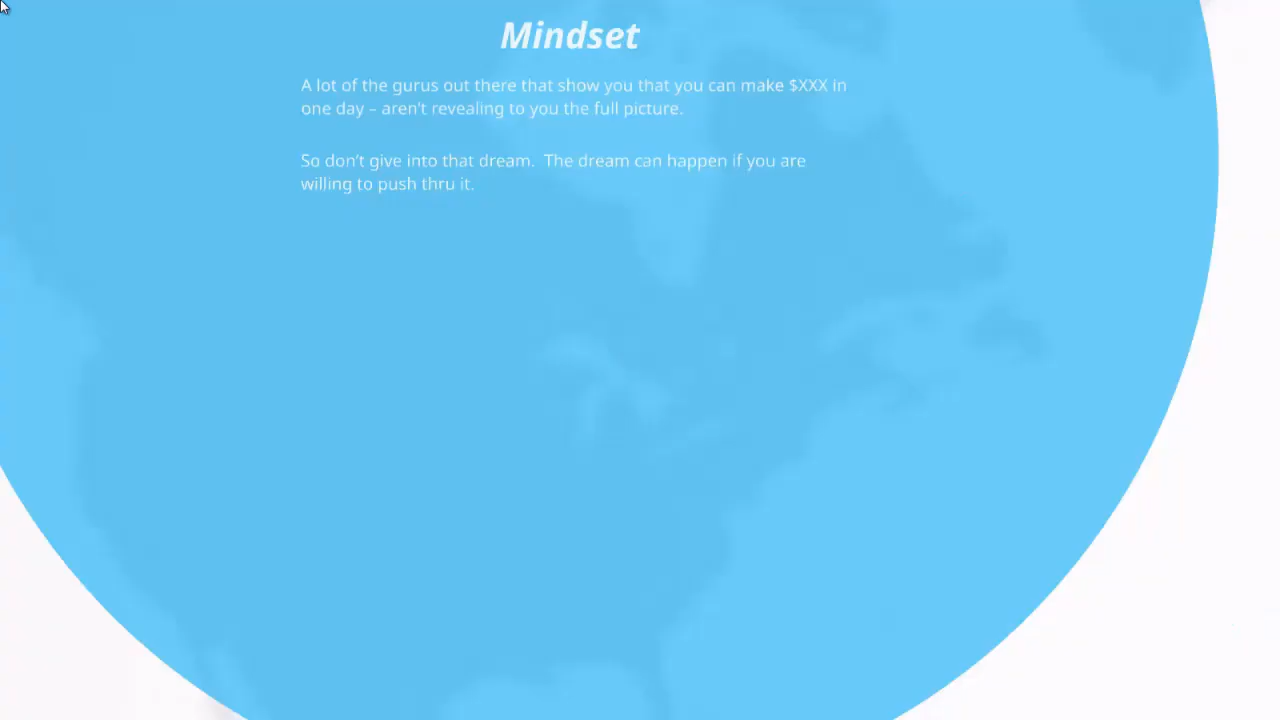 Mindset
A lot of the gurus out there that show you that you can make $XXX in
one day – aren't revealing to you the full picture.
So don't give into that dream.  The dream can happen if you are
willing to push thru it.